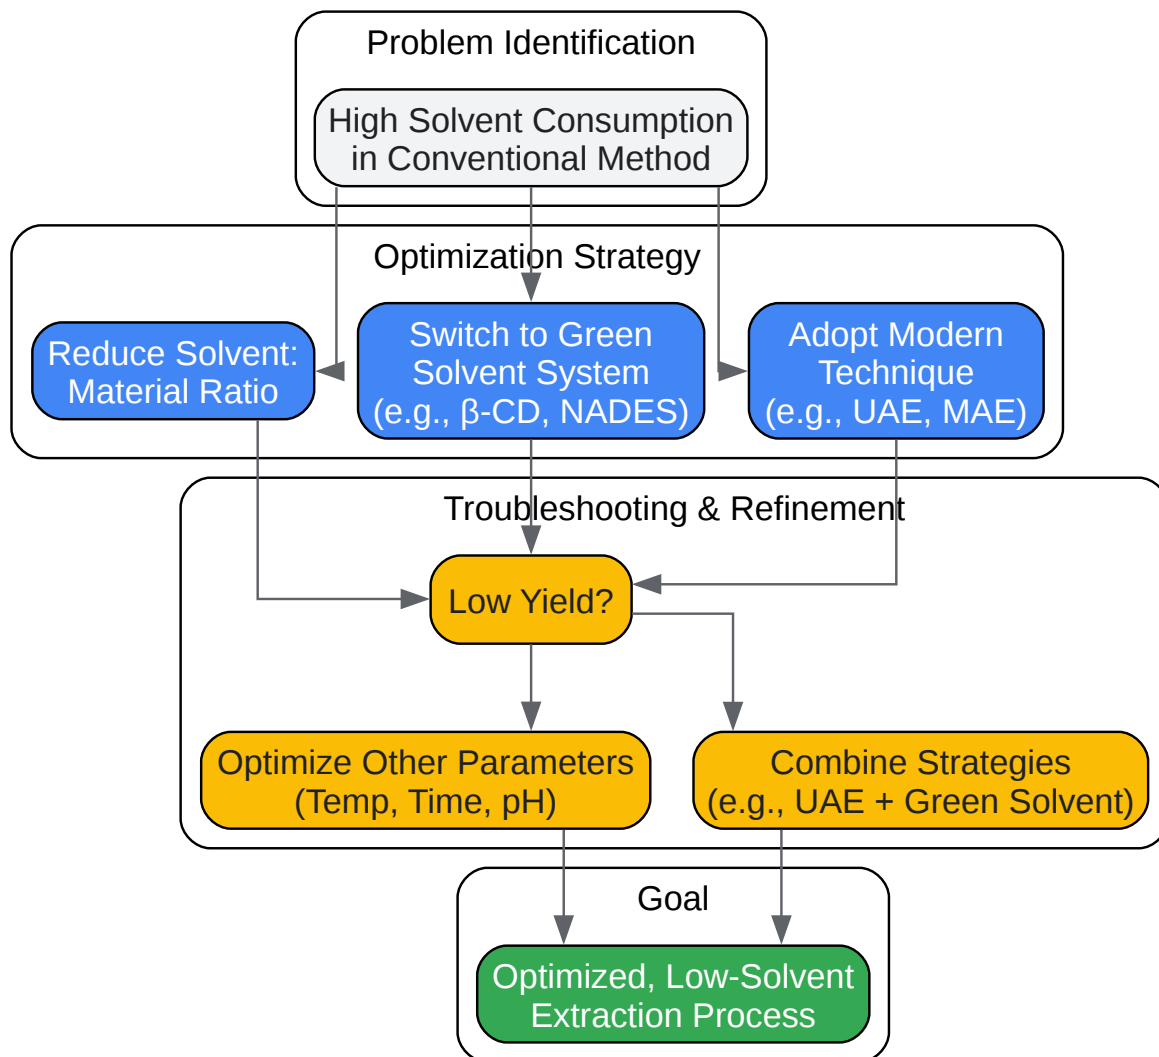 Problem Identification
High Solvent Consumption
in Conventional Method
Optimization Strategy
Reduce Solvent:
Material Ratio
Switch to Green
Solvent System
(e.g., β-CD, NADES)
Adopt Modern
Technique
(e.g., UAE, MAE)
Troubleshooting & Refinement
Low Yield?
Optimize Other Parameters
(Temp, Time, pH)
Combine Strategies
(e.g., UAE + Green Solvent)
Goal
Optimized, Low-Solvent
Extraction Process